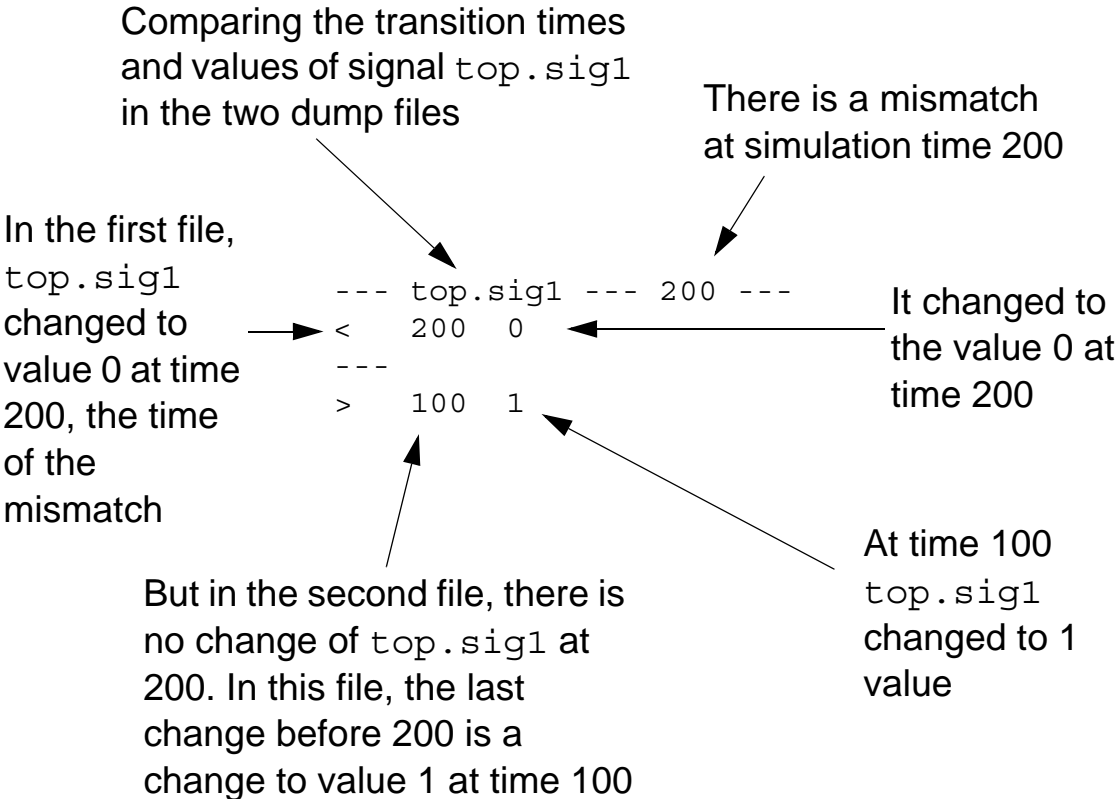 Comparing the transition times
and values of signal top.sig1
in the two dump files
There is a mismatch
at simulation time 200
In the first file,
top.sig1
changed to
value 0 at time
200, the time
of the
mismatch
--- top.sig1 --- 200 ---
< 200 0
---
> 100 1
It changed to
the value 0 at
time 200
But in the second file, there is
no change of top.sig1 at
200. In this file, the last
change before 200 is a
change to value 1 at time 100
At time 100
top.sig1
changed to 1
value